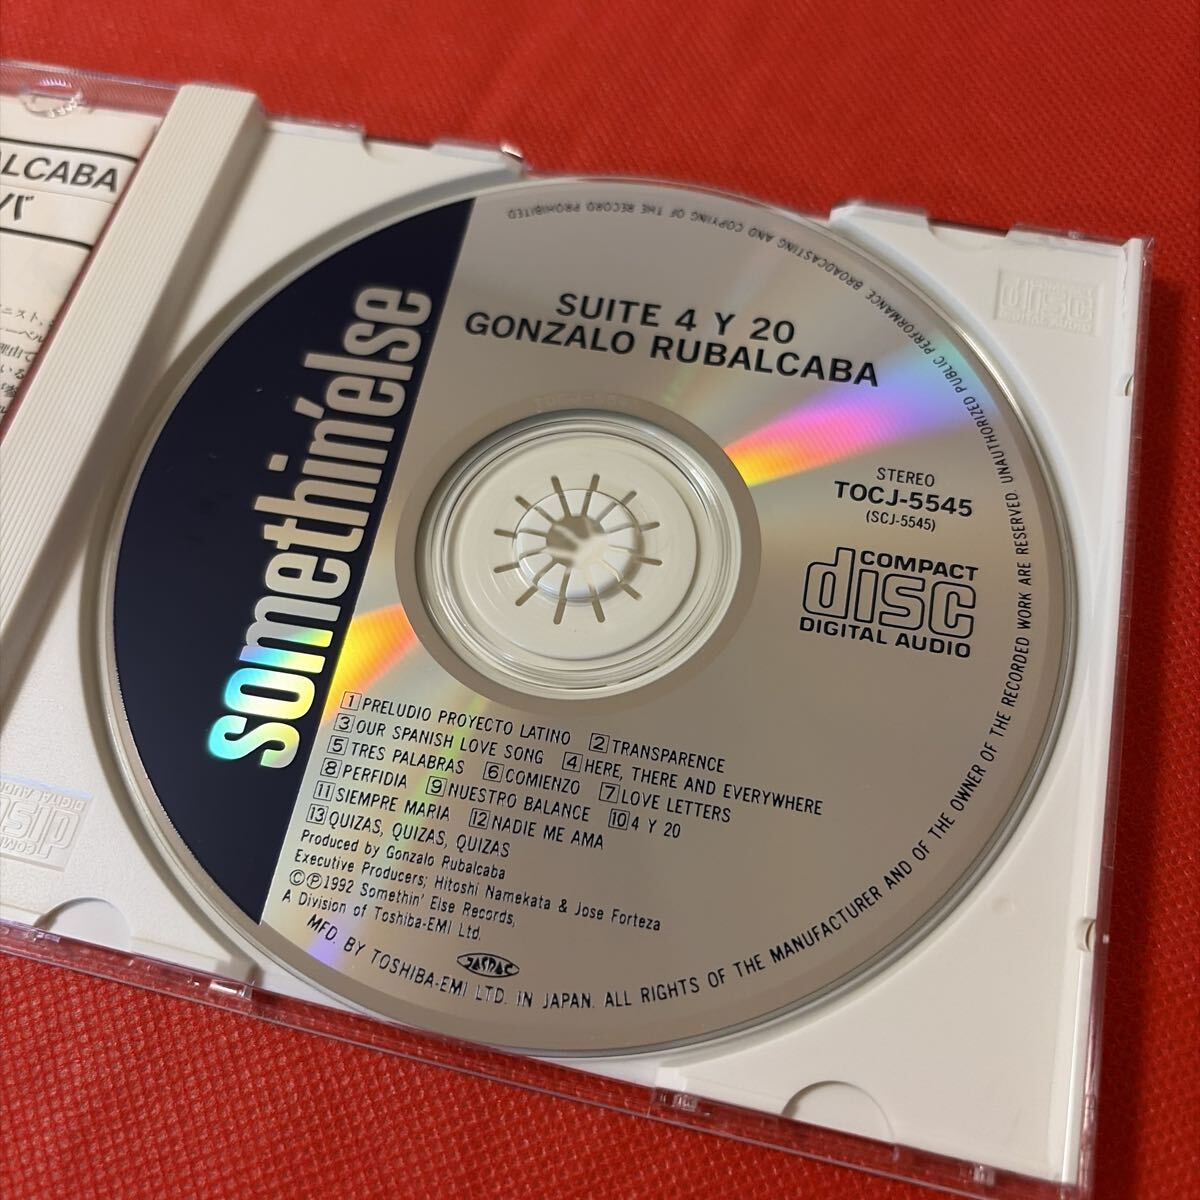 ALCABA
somethin'else
SUITE 4 Y 20
GONZALO RUBALCABA
STEREO
TOCJ-5545
(SCJ-5545)
COMPACT
disc
DIGITAL AUDIO
1 PRELUDIO PROYECTO LATINO 2 TRANSPARENCE
3 OUR SPANISH LOVE SONG 4 HERE, THERE AND EVERYWHERE
5 TRES PALABRAS 6 COMIENZO 7 LOVE LETTERS
8 PERFIDIA 9 NUESTRO BALANCE 10 4 Y 20
11 SIEMPRE MARIA 12 NADIE ME AMA
13 QUIZAS, QUIZAS, QUIZAS
Produced by Gonzalo Rubalcaba
Executive Producers; Hitoshi Namekata & Jose Forteza
©℗1992 Somethin' Else Records,
A Division of Toshiba-EMI Ltd.
JASRAC
MFD. BY TOSHIBA-EMI LTD. IN JAPAN. ALL RIGHTS OF THE MANUFACTURER AND OF THE OWNER OF THE RECORDED WORK ARE RESERVED UNAUTHORIZED PUBLIC PERFORMANCE BROADCASTING AND COPYING OF THE RECORD PROHIBITED
disc
COMPACT
disc
DIGITAL AUDIO